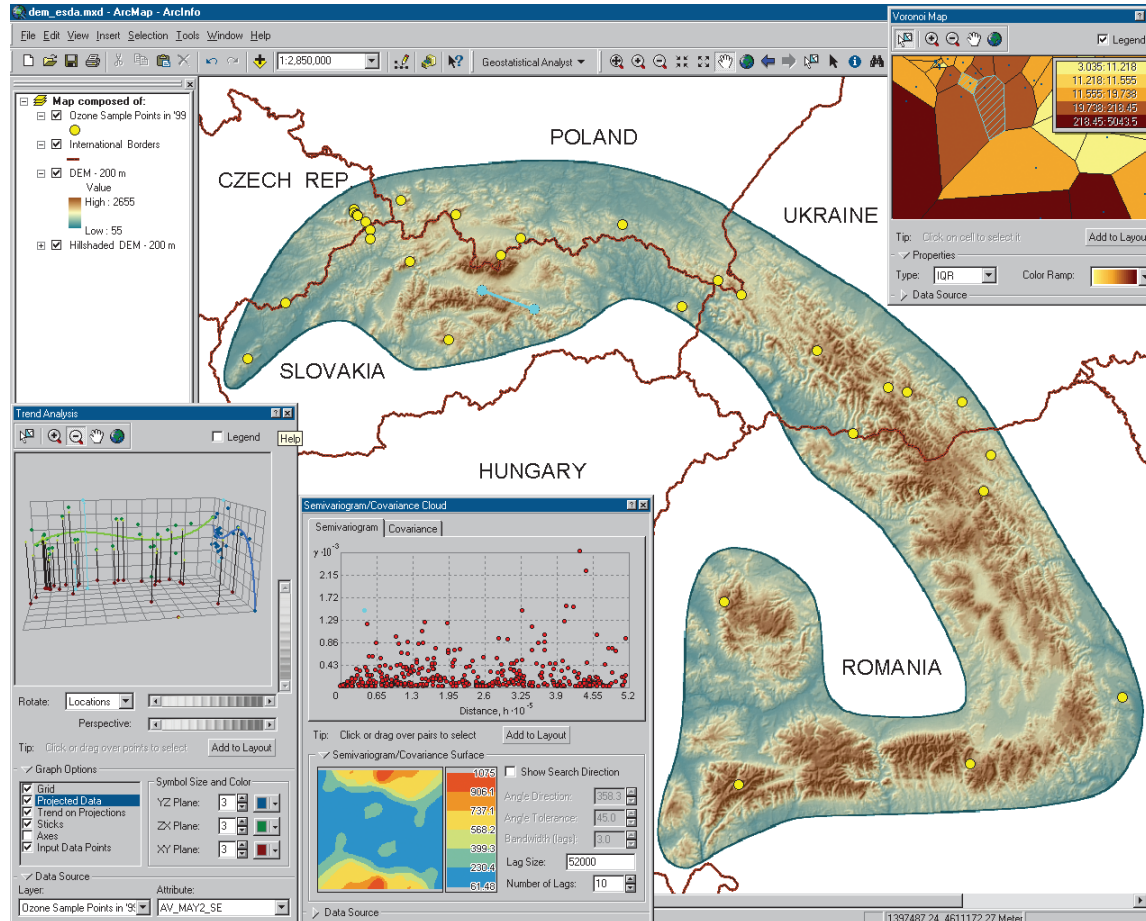 dem_esda.mxd - ArcMap - ArcInfo
File Edit View Insert Selection Tools Window Help
1:2,850,000
Geostatistical Analyst
Map composed of:
Ozone Sample Points in '99
International Borders
DEM - 200 m
Value
High : 2655
Low : 55
Hillshaded DEM - 200 m
POLAND
CZECH REP
UKRAINE
SLOVAKIA
HUNGARY
ROMANIA
Voronoi Map
Legend
3.035:11.218
11.218:11.555
11.555:19.738
19.738:218.45
218.45:5043.5
Tip: Click on cell to select it
Add to Layout
Properties
Type: IQR Color Ramp:
Data Source
Trend Analysis
Legend
Help
Rotate: Locations
Perspective:
Tip: Click or drag over points to select Add to Layout
Graph Options
Grid
Projected Data
Trend on Projections
Sticks
Axes
Input Data Points
Symbol Size and Color
YZ Plane: 3
ZX Plane: 3
XY Plane: 3
Data Source
Layer: Attribute:
Ozone Sample Points in '99 AV_MAY2_SE
Semivariogram/Covariance Cloud
Semivariogram Covariance
γ·10⁻³
2.15
1.72
1.29
0.86
0.43
0 0.65 1.3 1.95 2.6 3.25 3.9 4.55 5.2
Distance, h·10⁻⁵
Tip: Click or drag over pairs to select Add to Layout
Semivariogram/Covariance Surface
1075
906.1
737.1
568.2
399.3
230.4
61.48
Show Search Direction
Angle Direction: 358.3
Angle Tolerance: 45.0
Bandwidth (lags): 3.0
Lag Size: 52000
Number of Lags: 10
Data Source
1397487.24 4611172.27 Meter